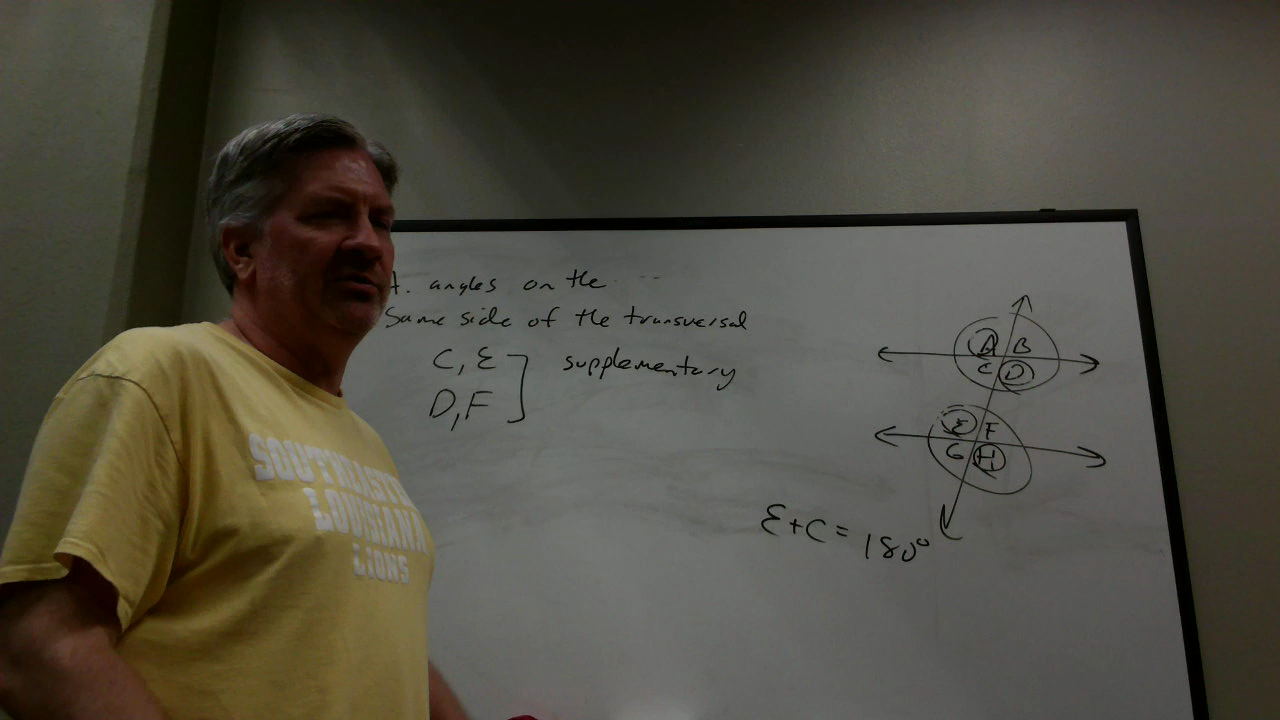 angles on the
same side of the transversal
C, E
supplementary
D, F
A B
C D
E F
G H
E+C = 180°
SOUTHEASTERN
LOUISIANA
LIONS